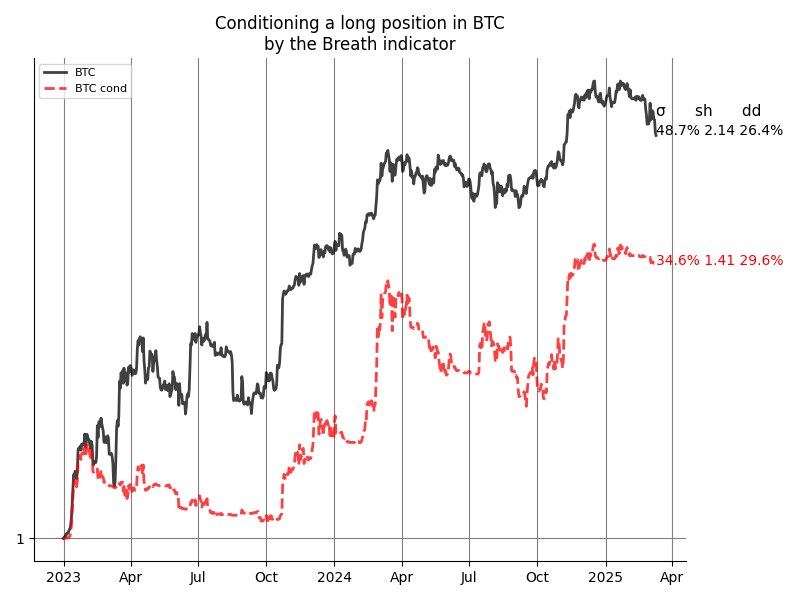 Conditioning a long position in BTC
by the Breath indicator
BTC
BTC cond
σ sh dd
48.7% 2.14 26.4%
34.6% 1.41 29.6%
1
2023 Apr Jul Oct 2024 Apr Jul Oct 2025 Apr